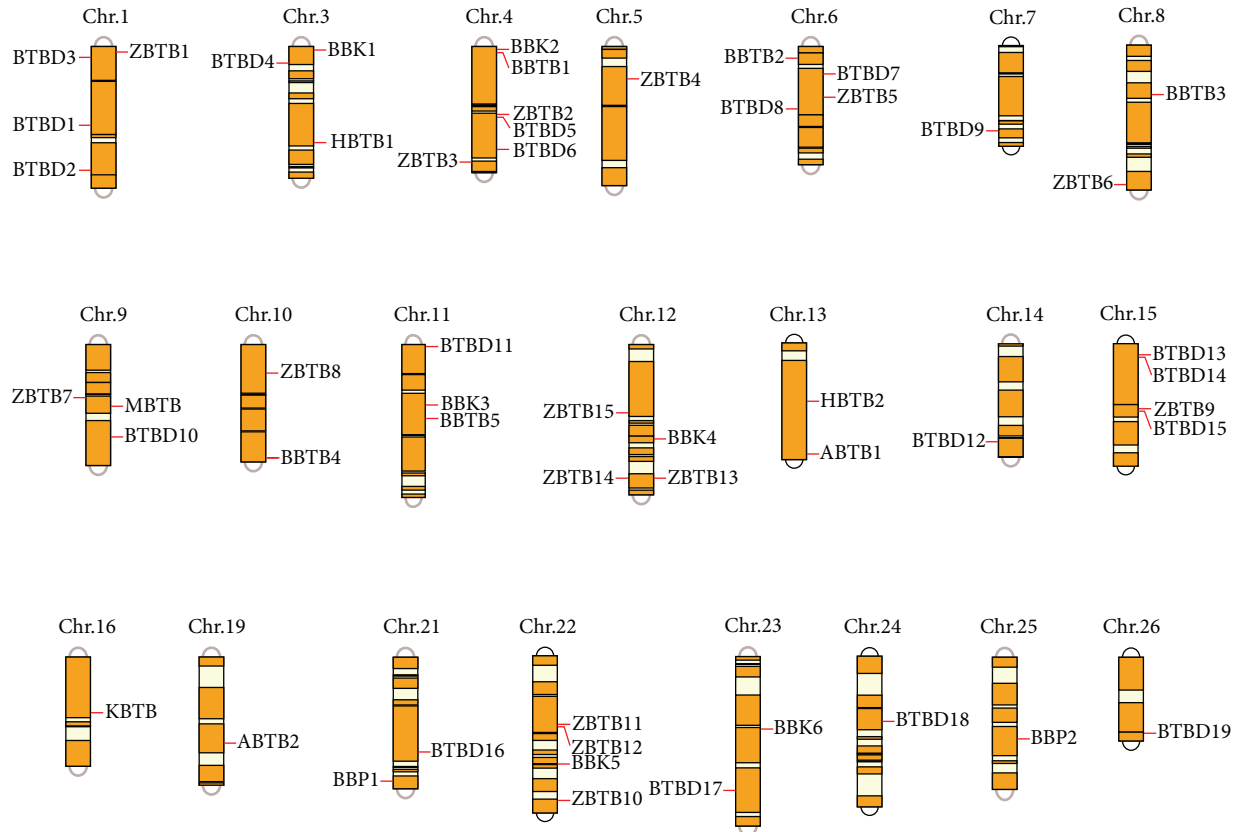 Chr.1
Chr.3
Chr.4
Chr.5
Chr.6
Chr.7
Chr.8
BTBD3
ZBTB1
BTBD1
BTBD2
BTBD4
BBK1
HBTB1
BBK2
BBTB1
ZBTB2
BTBD5
BTBD6
ZBTB3
ZBTB4
BBTB2
BTBD7
ZBTB5
BTBD8
BTBD9
BBTB3
ZBTB6
Chr.9
Chr.10
Chr.11
Chr.12
Chr.13
Chr.14
Chr.15
ZBTB7
MBTB
BTBD10
ZBTB8
BBTB4
BTBD11
BBK3
BBTB5
ZBTB15
BBK4
ZBTB14
ZBTB13
HBTB2
ABTB1
BTBD12
BTBD13
BTBD14
ZBTB9
BTBD15
Chr.16
Chr.19
Chr.21
Chr.22
Chr.23
Chr.24
Chr.25
Chr.26
KBTB
ABTB2
BTBD16
BBP1
ZBTB11
ZBTB12
BBK5
ZBTB10
BBK6
BTBD17
BTBD18
BBP2
BTBD19